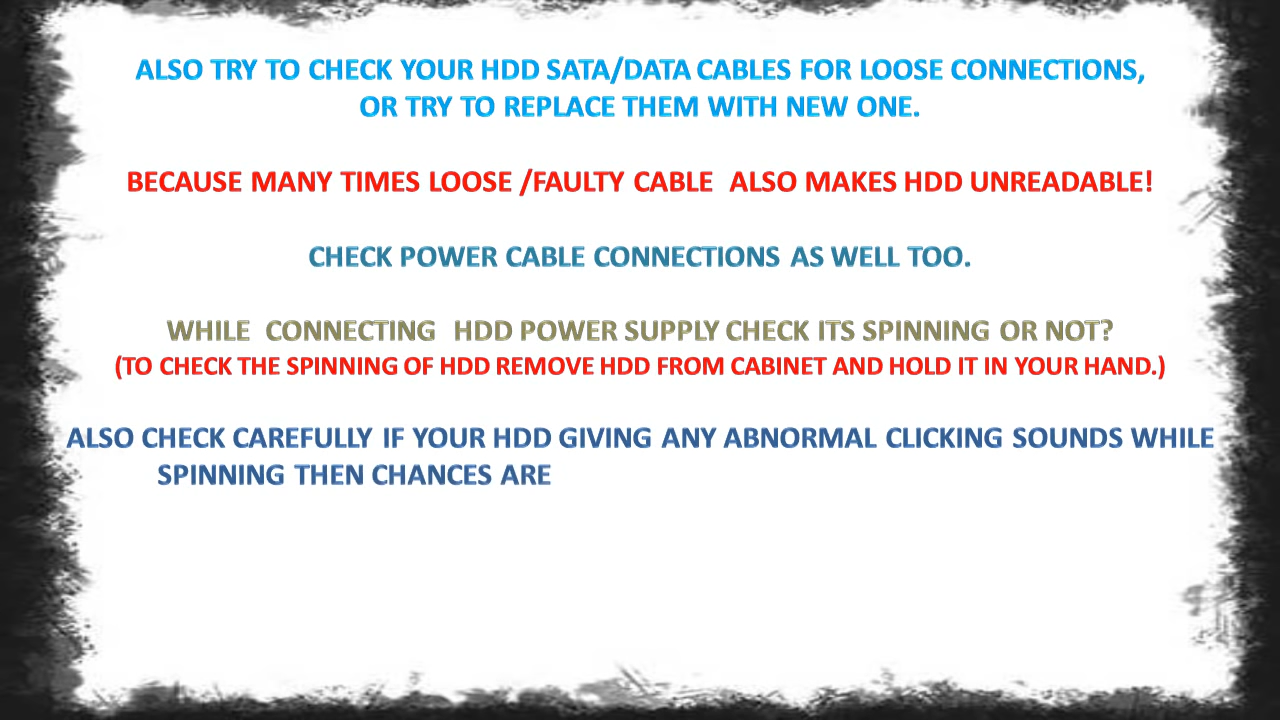 ALSO TRY TO CHECK YOUR HDD SATA/DATA CABLES FOR LOOSE CONNECTIONS,
OR TRY TO REPLACE THEM WITH NEW ONE.
BECAUSE MANY TIMES LOOSE /FAULTY CABLE ALSO MAKES HDD UNREADABLE!
CHECK POWER CABLE CONNECTIONS AS WELL TOO.
WHILE CONNECTING HDD POWER SUPPLY CHECK ITS SPINNING OR NOT?
(TO CHECK THE SPINNING OF HDD REMOVE HDD FROM CABINET AND HOLD IT IN YOUR HAND.)
ALSO CHECK CAREFULLY IF YOUR HDD GIVING ANY ABNORMAL CLICKING SOUNDS WHILE
SPINNING THEN CHANCES ARE